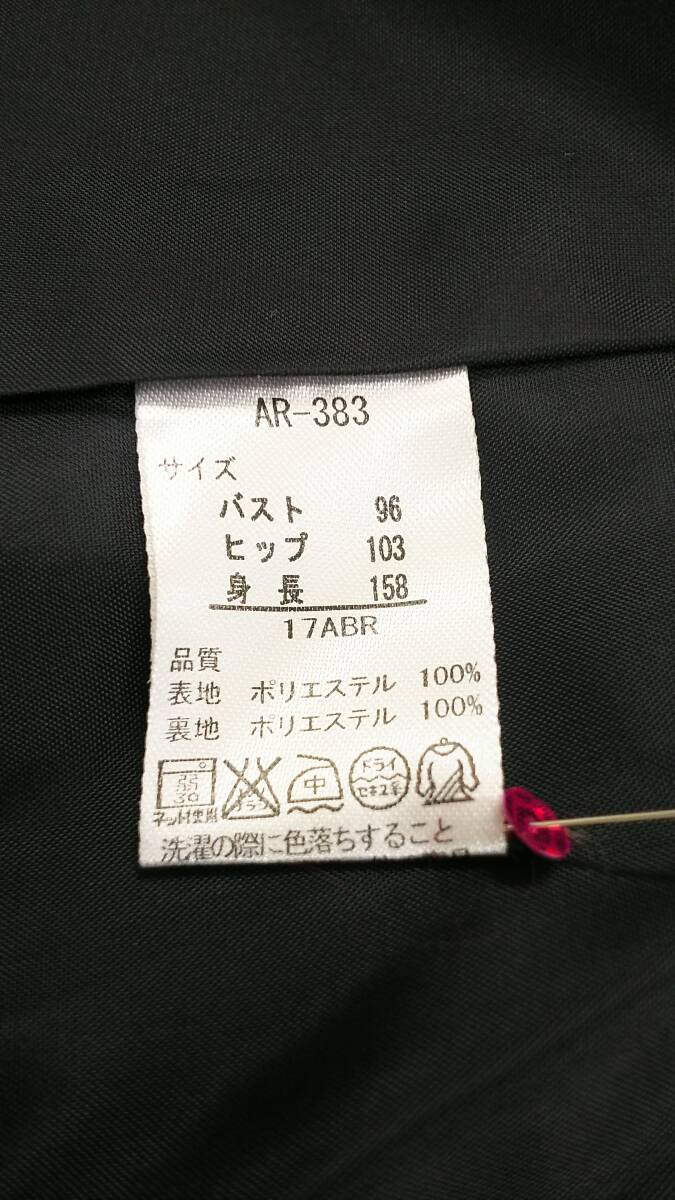 AR-383
サイズ
バスト 96
ヒップ 103
身長 158
17ABR
品質
表地 ポリエステル 100%
裏地 ポリエステル 100%
弱 30 中 ドライ セキユ系
ネット使用
洗濯の際に色落ちすること